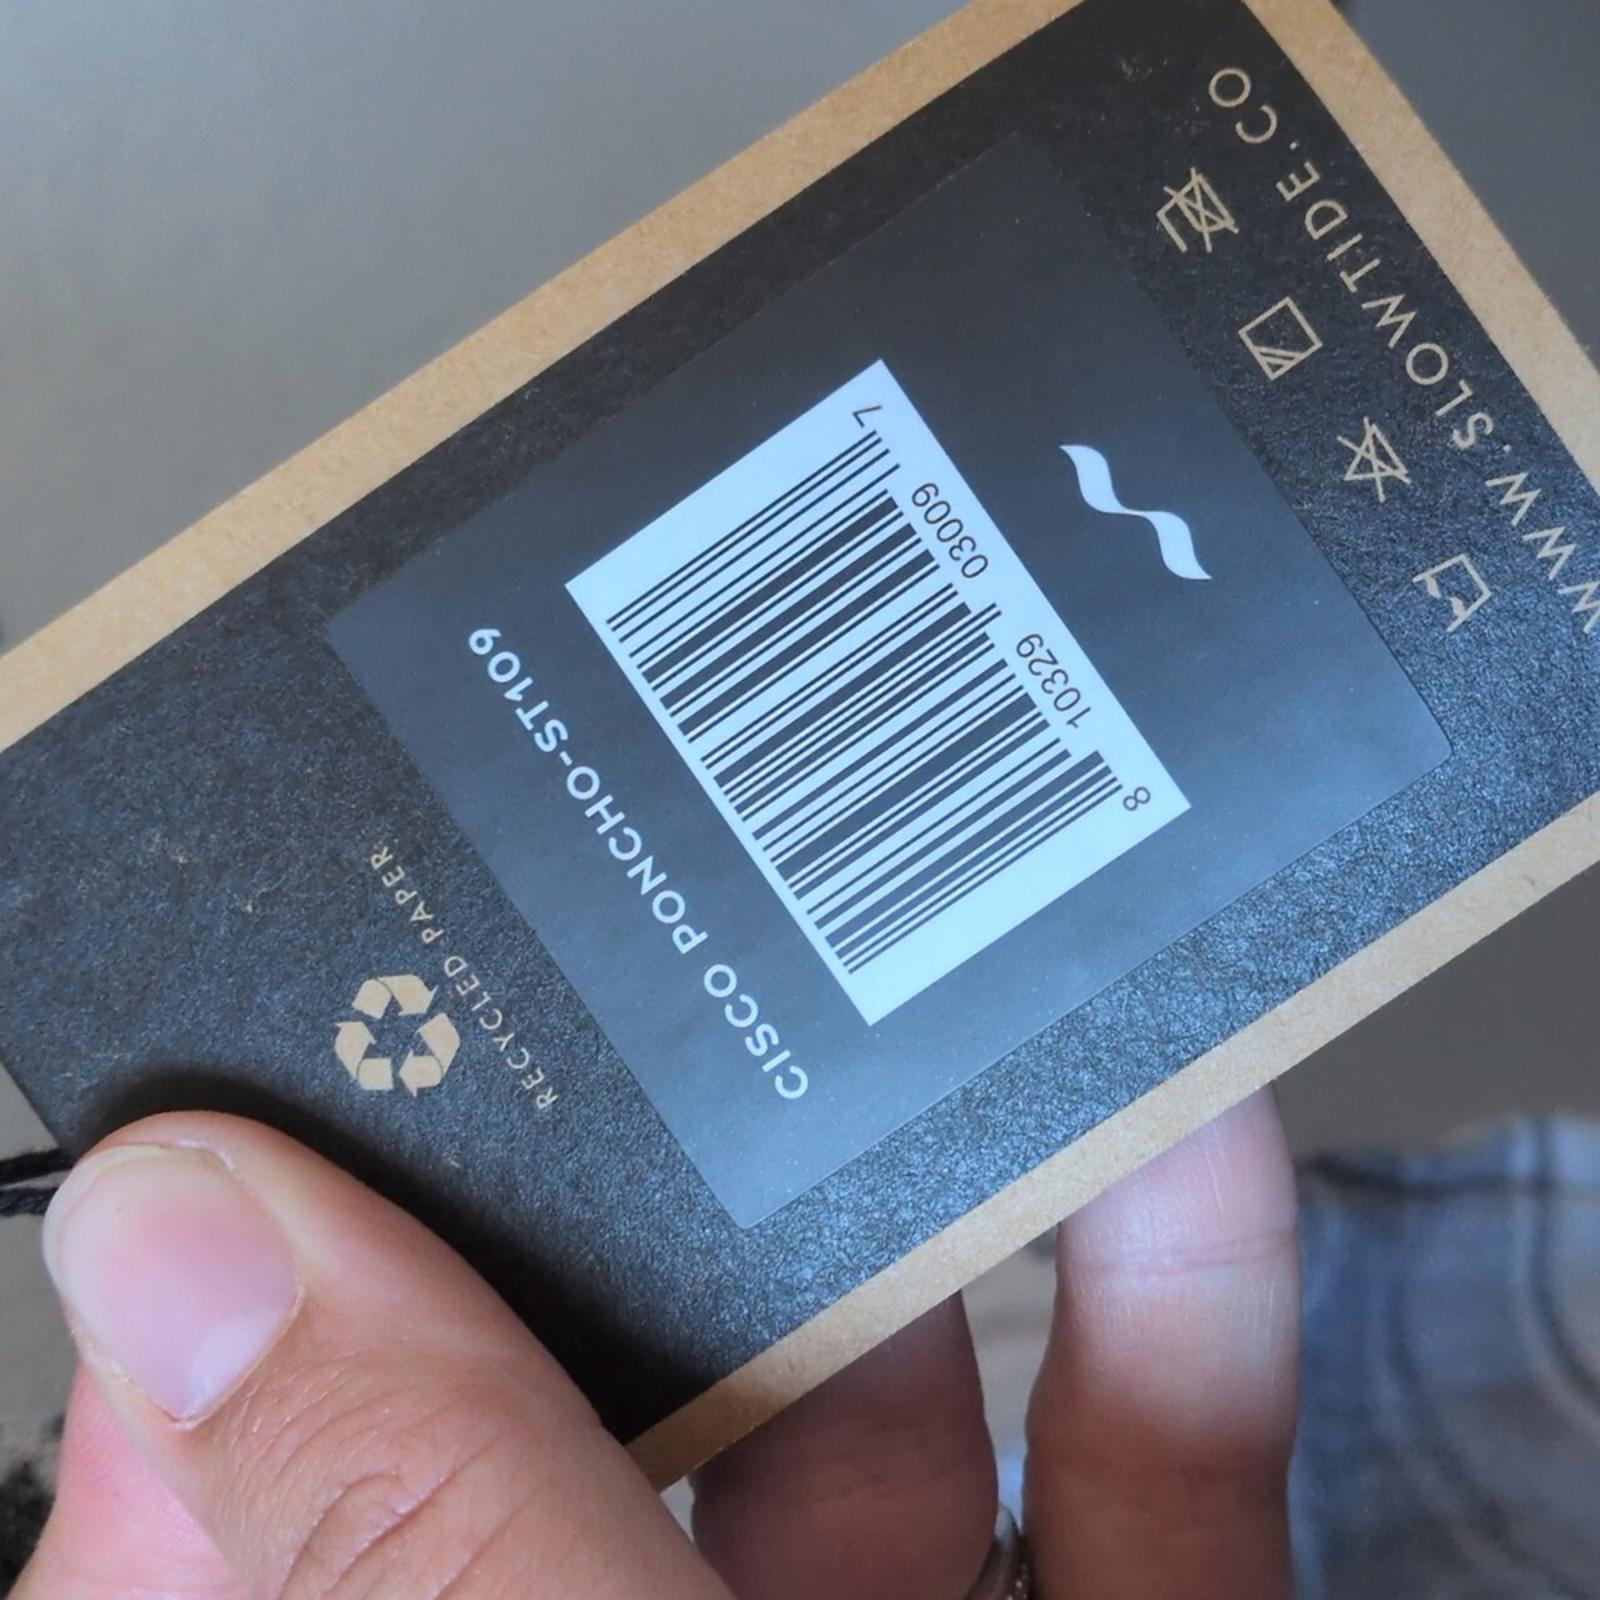 RECYCLED PAPER
CISCO PONCHO-ST109
8 10329 03009 7
WWW.SLOWTIDE.CO